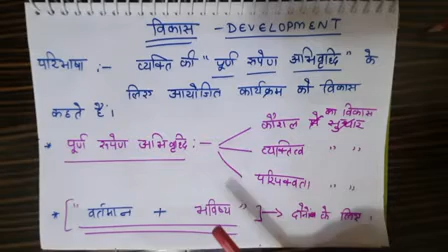 विकास - DEVELOPMENT
परिभाषा :- व्यक्ति की "पूर्ण रुपेण अभिवृद्धि" के
लिए आयोजित कार्यक्रम को विकास
कहते हैं।
कौशल में का विकास
* पूर्ण रुपेण अभिवृद्धि :- व्यक्तित्व " "
परिपक्वता " "
* ["वर्तमान + भविष्य"] → दोनों के लिए।